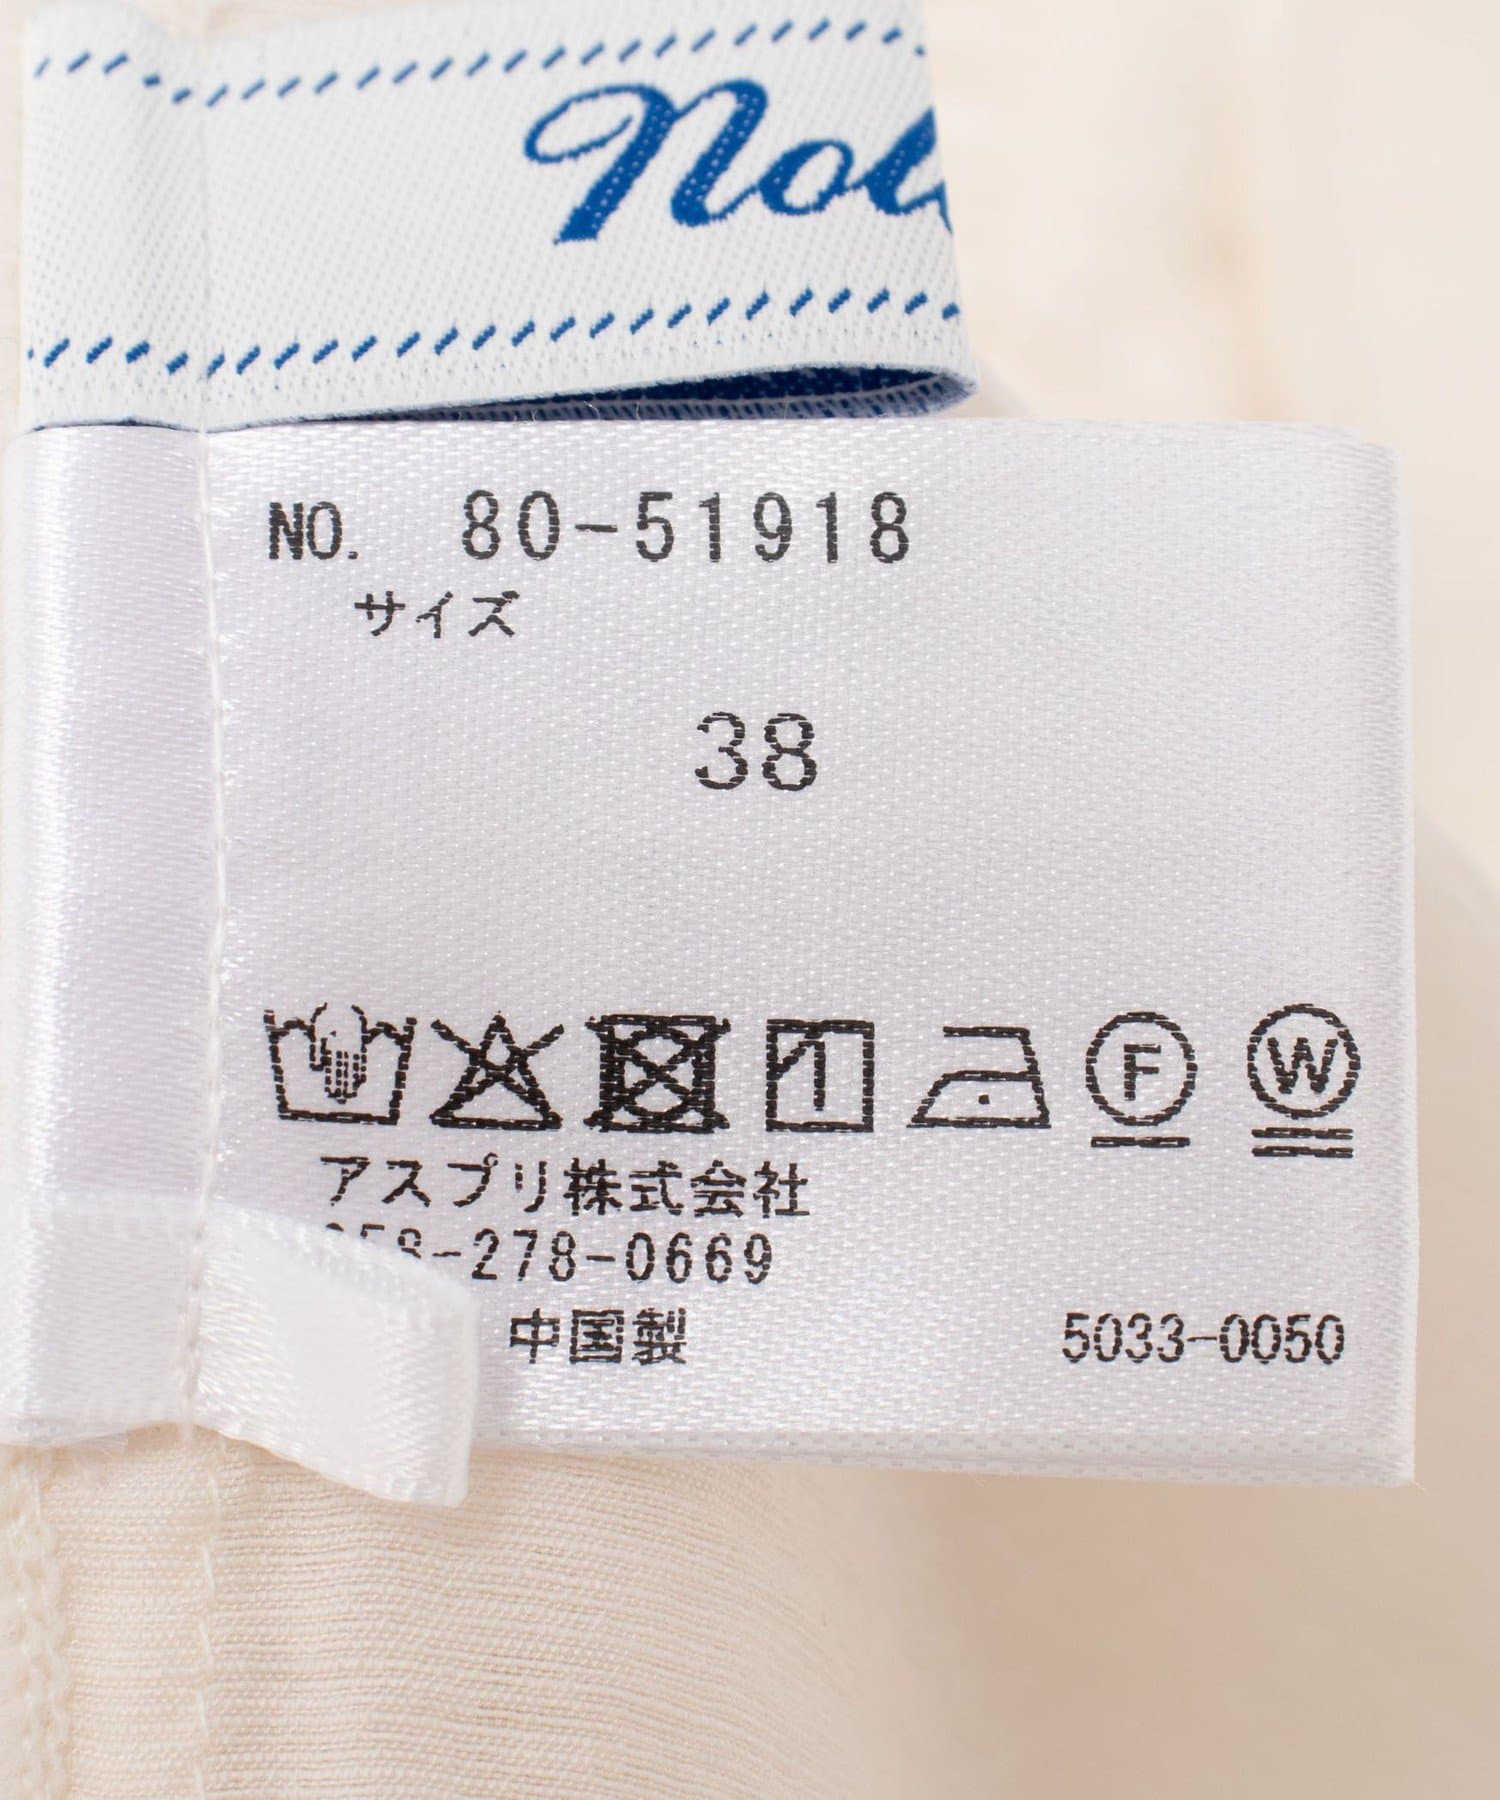 NO. 80-51918
サイズ
38
F W
アスプリ株式会社
-278-0669
中国製 5033-0050